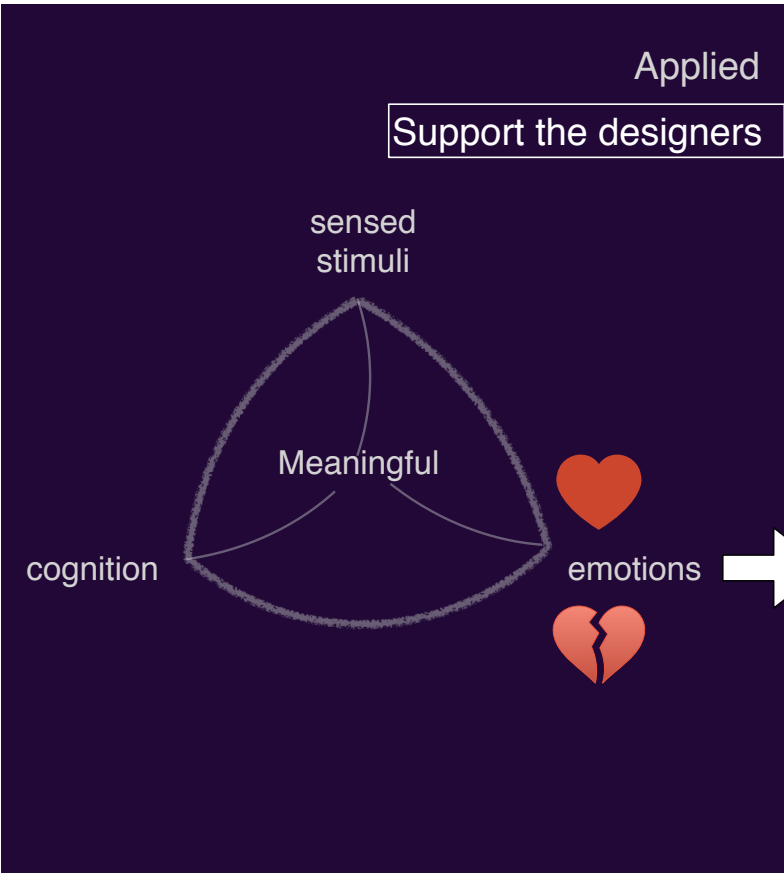 Applied
Support the designers
sensed
stimuli
Meaningful
cognition
emotions